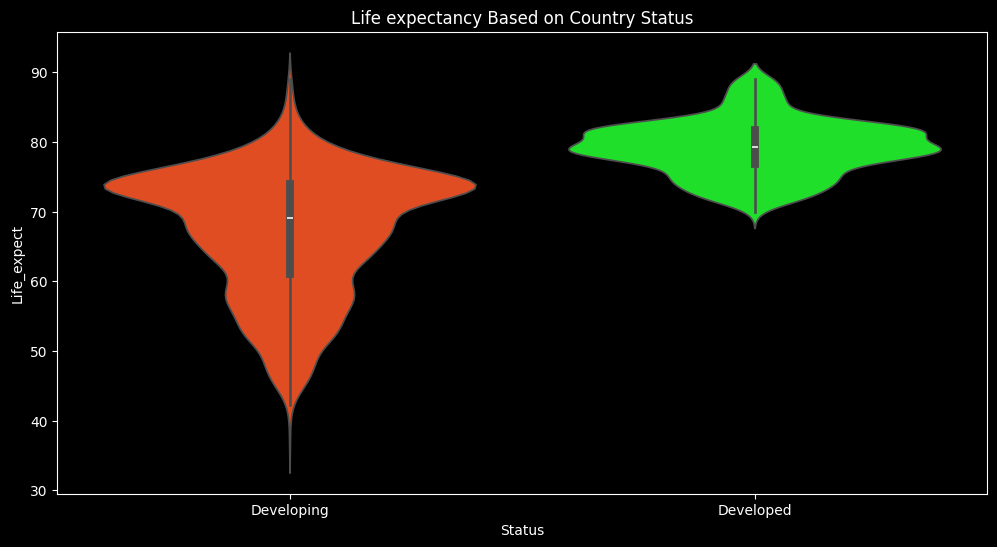 Life expectancy Based on Country Status
Life_expect
90
80
70
60
50
40
30
Developing
Developed
Status